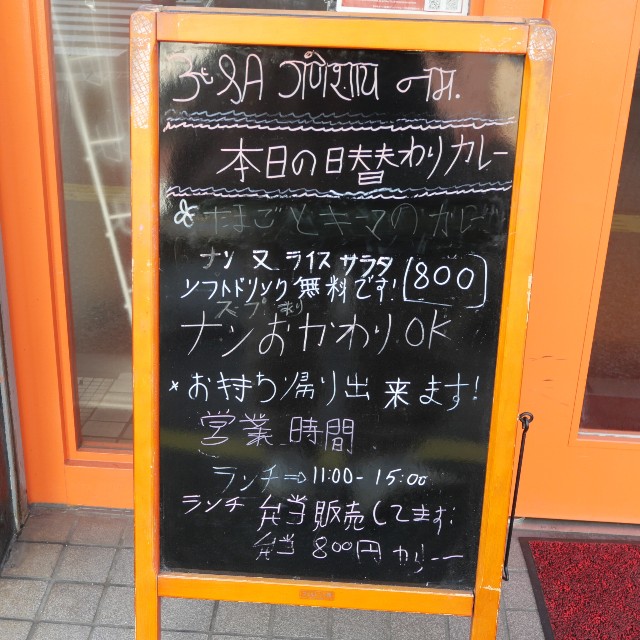 ॐ श्री गणेशाय नमः
本日の日替わりカレー
*たまごとキーマのカレー
ナン 又 ライス サラダ
ソフトドリンク無料です! 800
スープ
ナンおかわりOK
*お持ち帰り出来ます!
営業時間
ランチ⇒11:00-15:00
ランチ 弁当販売してます!
弁当 800円 カリー